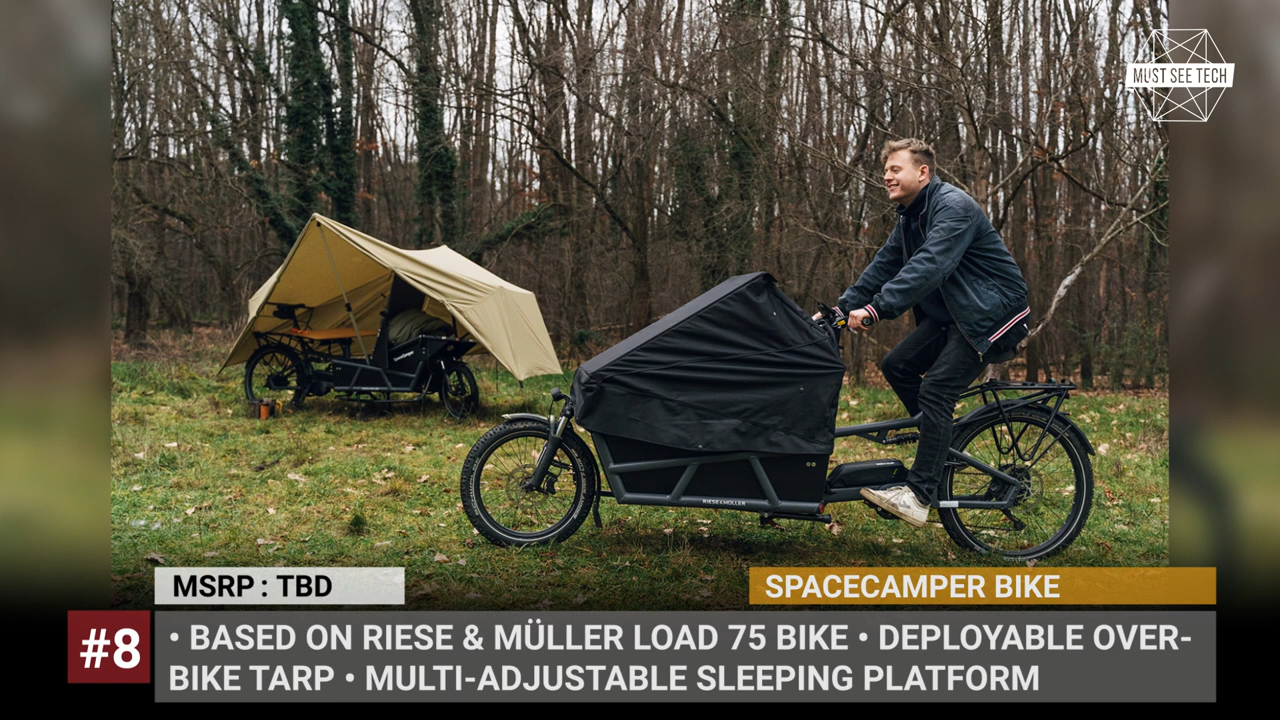 MUST SEE TECH
SpaceCamper
RIESE & MÜLLER
MSRP : TBD
SPACECAMPER BIKE
#8
• BASED ON RIESE & MÜLLER LOAD 75 BIKE • DEPLOYABLE OVER-
BIKE TARP • MULTI-ADJUSTABLE SLEEPING PLATFORM